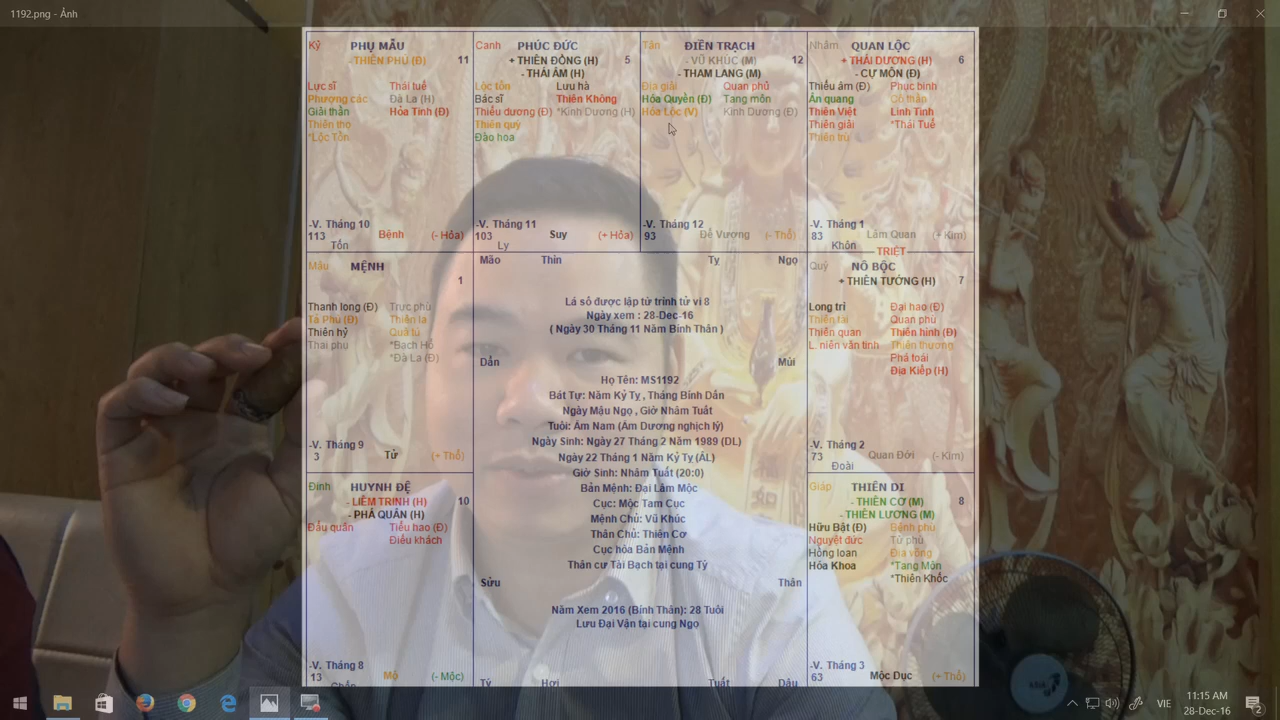 1192.png - Ảnh
Kỷ PHỤ MẪU
- THIÊN PHỦ (Đ) 11
Lực sĩ Thái tuế
Phượng các Đà La (H)
Giải thần Hỏa Tinh (Đ)
Thiên thọ
*Lộc Tồn
-V. Tháng 10
113 Bệnh (- Hỏa)
Tốn
Canh PHÚC ĐỨC
+ THIÊN ĐỒNG (H) 5
- THÁI ÂM (H)
Lộc tồn Lưu hà
Bác sĩ Thiên Không
Thiếu dương (Đ) *Kình Dương (H)
Thiên quý
Đào hoa
-V. Tháng 11
103 Suy (+ Hỏa)
Ly
Tân ĐIỀN TRẠCH
- VŨ KHÚC (M) 12
- THAM LANG (M)
Địa giải Quan phủ
Hóa Quyền (Đ) Tang môn
Hóa Lộc (V) Kình Dương (Đ)
-V. Tháng 12
93 Đế Vượng (- Thổ)
Nhâm QUAN LỘC
+ THÁI DƯƠNG (H) 6
- CỰ MÔN (Đ)
Thiếu âm (Đ) Phục binh
Ân quang Cô thần
Thiên Việt Linh Tinh
Thiên giải *Thái Tuế
Thiên trù
-V. Tháng 1
83 Lâm Quan (+ Kim)
Khôn
TRIỆT
Mậu MỆNH
1
Thanh long (Đ) Trực phù
Tả Phù (Đ) Thiên la
Thiên hỷ Quả tú
Thai phụ *Bạch Hổ
*Đà La (Đ)
-V. Tháng 9
3 Tử (+ Thổ)
Mão Thìn Tỵ Ngọ
Lá số được lập từ trình tử vi 8
Ngày xem : 28-Dec-16
( Ngày 30 Tháng 11 Năm Bính Thân )
Dần Mùi
Họ Tên: MS1192
Bát Tự: Năm Kỷ Tỵ , Tháng Bính Dần
Ngày Mậu Ngọ , Giờ Nhâm Tuất
Tuổi: Âm Nam (Âm Dương nghịch lý)
Ngày Sinh: Ngày 27 Tháng 2 Năm 1989 (DL)
Ngày 22 Tháng 1 Năm Kỷ Tỵ (ÂL)
Giờ Sinh: Nhâm Tuất (20:0)
Bản Mệnh: Đại Lâm Mộc
Cục: Mộc Tam Cục
Mệnh Chủ: Vũ Khúc
Thân Chủ: Thiên Cơ
Cục hòa Bản Mệnh
Thân cư Tài Bạch tại cung Tý
Sửu Thân
Năm Xem 2016 (Bính Thân): 28 Tuổi
Lưu Đại Vận tại cung Ngọ
Tý Hợi Tuất Dậu
Quý NÔ BỘC
+ THIÊN TƯỚNG (H) 7
Long trì Đại hao (Đ)
Thiên tài Quan phù
Thiên quan Thiên hình (Đ)
L. niên văn tinh Thiên thương
Phá toái
Địa Kiếp (H)
-V. Tháng 2
73 Quan Đới (- Kim)
Đoài
Đinh HUYNH ĐỆ
- LIÊM TRINH (H) 10
- PHÁ QUÂN (H)
Đẩu quân Tiểu hao (Đ)
Điếu khách
-V. Tháng 8
13 Mộ (- Mộc)
Chấn
Giáp THIÊN DI
- THIÊN CƠ (M) 8
- THIÊN LƯƠNG (M)
Hữu Bật (Đ) Bệnh phù
Nguyệt đức Tử phù
Hồng loan Địa võng
Hóa Khoa *Tang Môn
*Thiên Khốc
-V. Tháng 3
63 Mộc Dục (+ Thổ)
VIE
11:15 AM
28-Dec-16
2